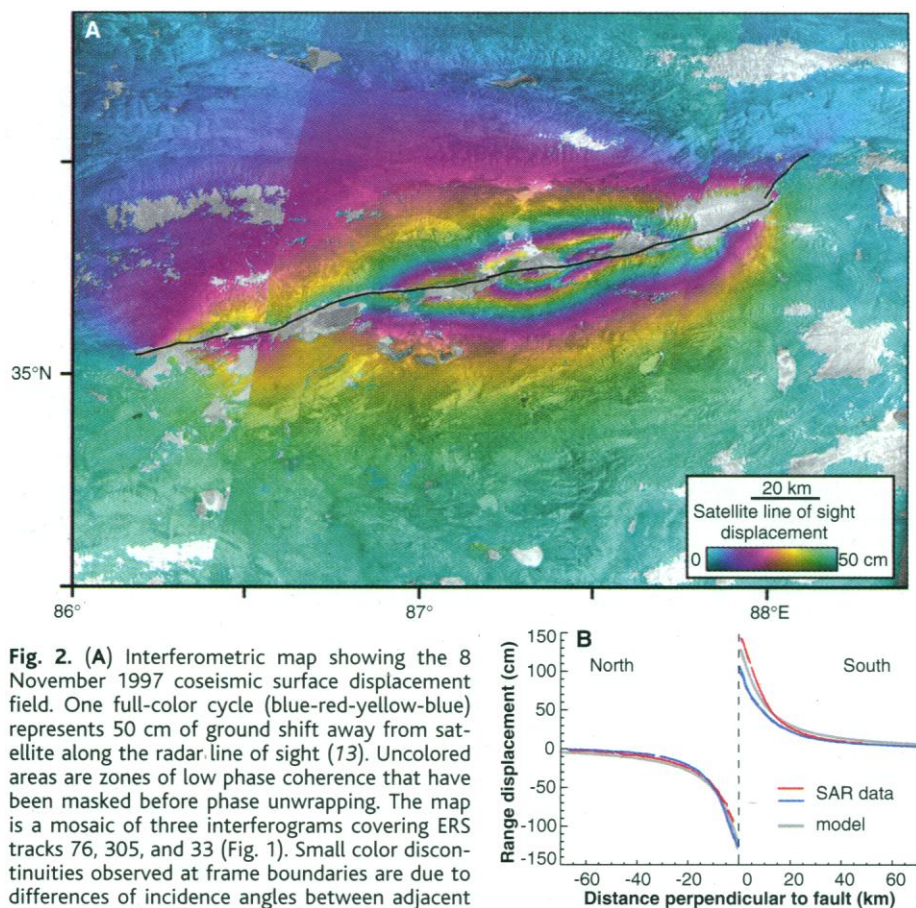 A
35°N
20 km
Satellite line of sight
displacement
0 50 cm
86° 87° 88°E
Fig. 2. (A) Interferometric map showing the 8
November 1997 coseismic surface displacement
field. One full-color cycle (blue-red-yellow-blue)
represents 50 cm of ground shift away from sat-
ellite along the radar line of sight (13). Uncolored
areas are zones of low phase coherence that have
been masked before phase unwrapping. The map
is a mosaic of three interferograms covering ERS
tracks 76, 305, and 33 (Fig. 1). Small color discon-
tinuities observed at frame boundaries are due to
differences of incidence angles between adjacent
B
North South
Range displacement (cm)
150
100
50
0
-50
-100
-150
SAR data
model
-60 -40 -20 0 20 40 60
Distance perpendicular to fault (km)